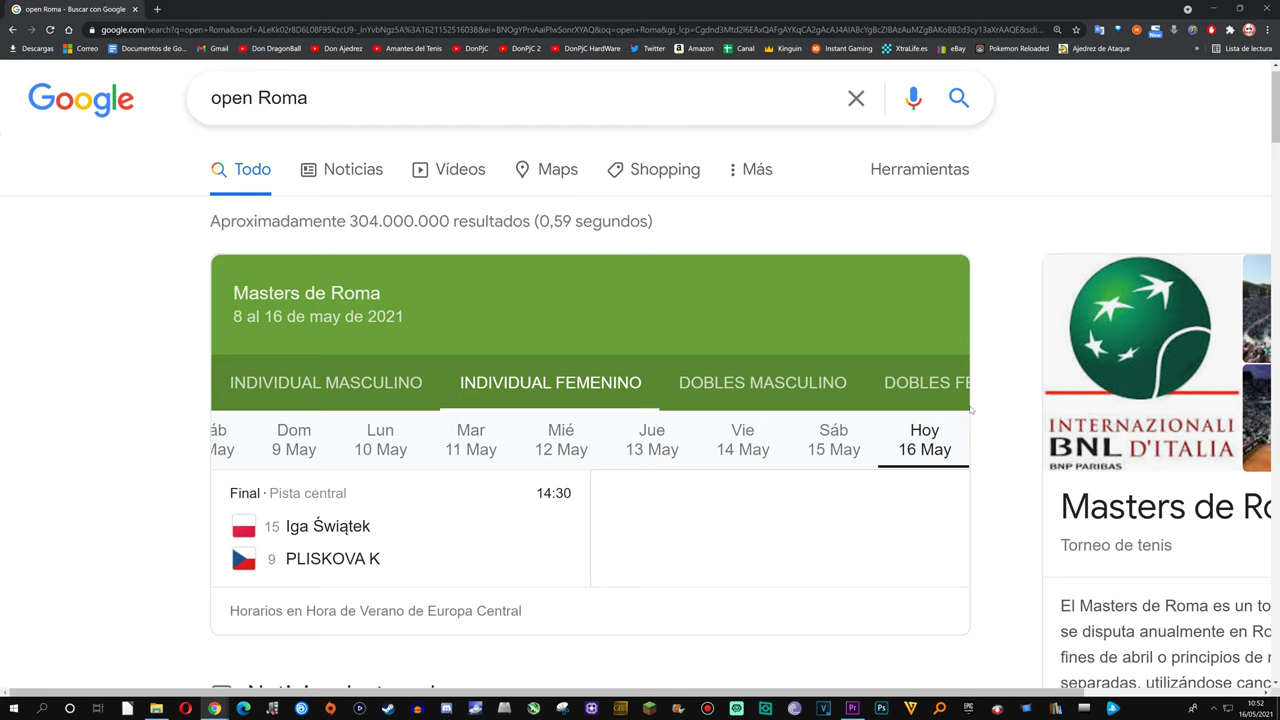 open Roma - Buscar con Google
Descargas Correo Documentos de Go... Gmail Don DragonBall Don Ajedrez Amantes del Tenis DonPjC DonPjC 2 DonPjC HardWare Twitter Amazon Canal Kinguin Instant Gaming XtraLife.es eBay Pokemon Reloaded Ajedrez de Ataque » Lista de lectura
Google
open Roma
Todo Noticias Vídeos Maps Shopping Más Herramientas
Aproximadamente 304.000.000 resultados (0,59 segundos)
Masters de Roma
8 al 16 de may de 2021
INDIVIDUAL MASCULINO INDIVIDUAL FEMENINO DOBLES MASCULINO DOBLES FE
áb Dom Lun Mar Mié Jue Vie Sáb Hoy
May 9 May 10 May 11 May 12 May 13 May 14 May 15 May 16 May
Final · Pista central 14:30
15 Iga Świątek
9 PLISKOVA K
Horarios en Hora de Verano de Europa Central
INTERNAZIONALI
BNL D'ITALIA
BNP PARIBAS
Masters de Ro
Torneo de tenis
El Masters de Roma es un to
se disputa anualmente en Ro
fines de abril o principios de
separadas, utilizándose canc
10:52
16/05/2021